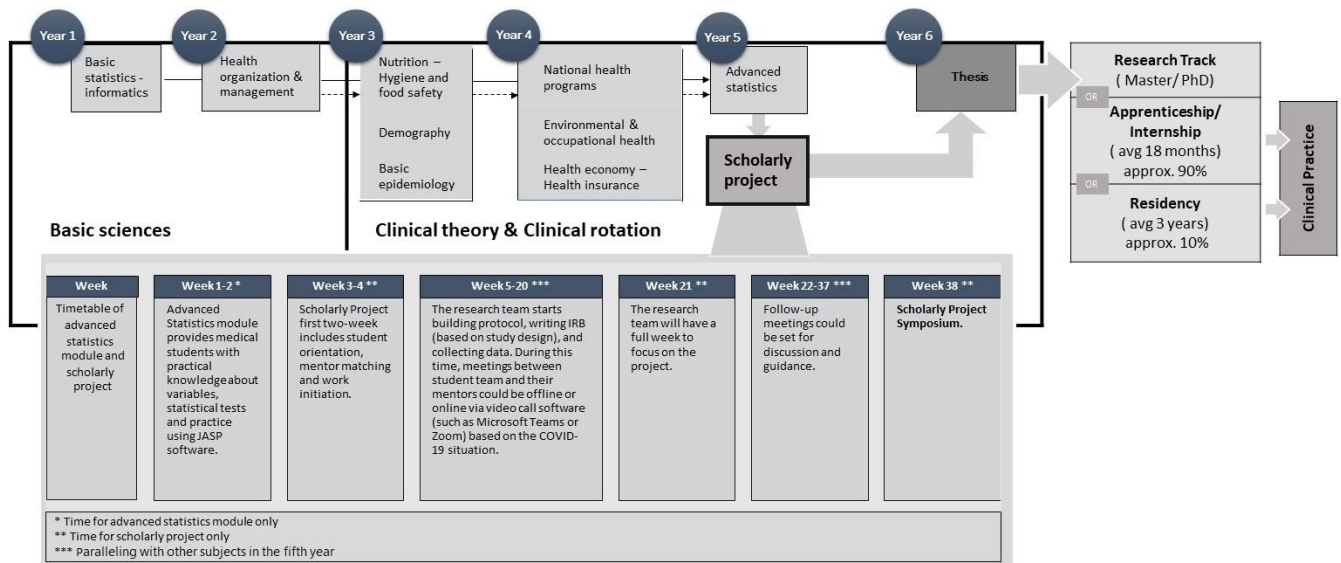 Year 1
Year 2
Year 3
Year 4
Year 5
Year 6
Basic
statistics -
informatics
Health
organization &
management
Nutrition –
Hygiene and
food safety
Demography
Basic
epidemiology
National health
programs
Environmental &
occupational health
Health economy –
Health insurance
Advanced
statistics
Scholarly
project
Thesis
Research Track
( Master/ PhD)
OR
Apprenticeship/
Internship
( avg 18 months)
approx. 90%
OR
Residency
( avg 3 years)
approx. 10%
Clinical Practice
Basic sciences
Clinical theory & Clinical rotation
Week
Timetable of
advanced
statistics
module and
scholarly
project
Week 1-2 *
Advanced
Statistics module
provides medical
students with
practical
knowledge about
variables,
statistical tests
and practice
using JASP
software.
Week 3-4 **
Scholarly Project
first two-week
includes student
orientation,
mentor matching
and work
initiation.
Week 5-20 ***
The research team starts
building protocol, writing IRB
(based on study design), and
collecting data. During this
time, meetings between
student team and their
mentors could be offline or
online via video call software
(such as Microsoft Teams or
Zoom) based on the COVID-
19 situation.
Week 21 **
The research
team will have a
full week to
focus on the
project.
Week 22-37 ***
Follow-up
meetings could
be set for
discussion and
guidance.
Week 38 **
Scholarly Project
Symposium.
* Time for advanced statistics module only
** Time for scholarly project only
*** Paralleling with other subjects in the fifth year